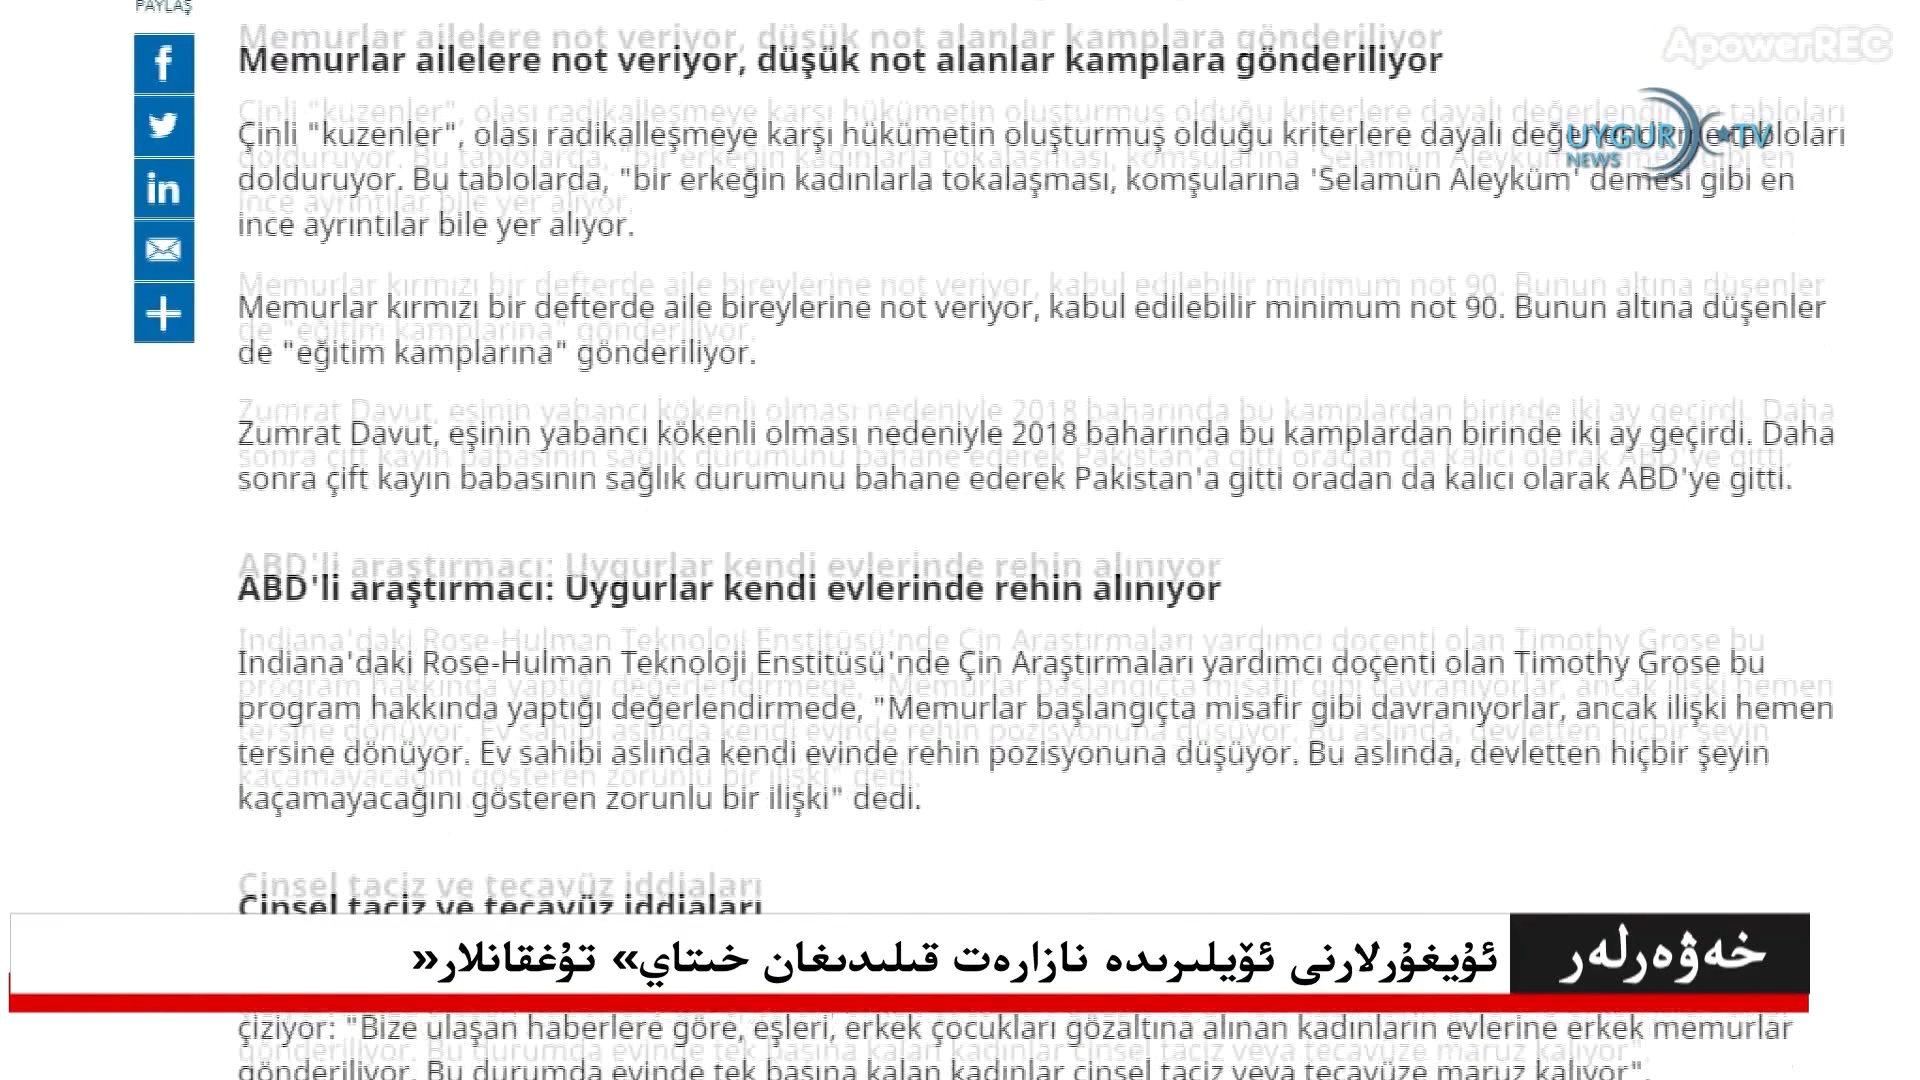 PAYLAŞ
ApowerREC
Memurlar ailelere not veriyor, düşük not alanlar kamplara gönderiliyor
Çinli "kuzenler", olası radikalleşmeye karşı hükümetin oluşturmuş olduğu kriterlere dayalı tabloları
UYGUR TV
NEWS
dolduruyor. Bu tablolarda, "bir erkeğin kadınlarla tokalaşması, komşularına 'Selamün Aleyküm' demesi gibi en
ince ayrıntılar bile yer alıyor.
Memurlar kırmızı bir defterde aile bireylerine not veriyor, kabul edilebilir minimum not 90. Bunun altına düşenler
de "eğitim kamplarına" gönderiliyor.
Zumrat Davut, eşinin yabancı kökenli olması nedeniyle 2018 baharında bu kamplardan birinde iki ay geçirdi. Daha
sonra çift kayın babasının sağlık durumunu bahane ederek Pakistan'a gitti oradan da kalıcı olarak ABD'ye gitti.
ABD'li araştırmacı: Uygurlar kendi evlerinde rehin alınıyor
Indiana'daki Rose-Hulman Teknoloji Enstitüsü'nde Çin Araştırmaları yardımcı doçenti olan Timothy Grose bu
program hakkında yaptığı değerlendirmede, "Memurlar başlangıçta misafir gibi davranıyorlar, ancak ilişki hemen
tersine dönüyor. Ev sahibi aslında kendi evinde rehin pozisyonuna düşüyor. Bu aslında, devletten hiçbir şeyin
kaçamayacağını gösteren zorunlu bir ilişki" dedi.
Cinsel taciz ve tecavüz iddiaları
خەۋەرلەر
ئۇيغۇرلارنى ئۆيلىرىدە نازارەت قىلىدىغان خىتاي» تۇغقانلار«
çiziyor: "Bize ulaşan haberlere göre, eşleri, erkek çocukları gözaltına alınan kadınların evlerine erkek memurlar
gönderiliyor. Bu durumda evinde tek başına kalan kadınlar cinsel taciz veya tecavüze maruz kalıyor".